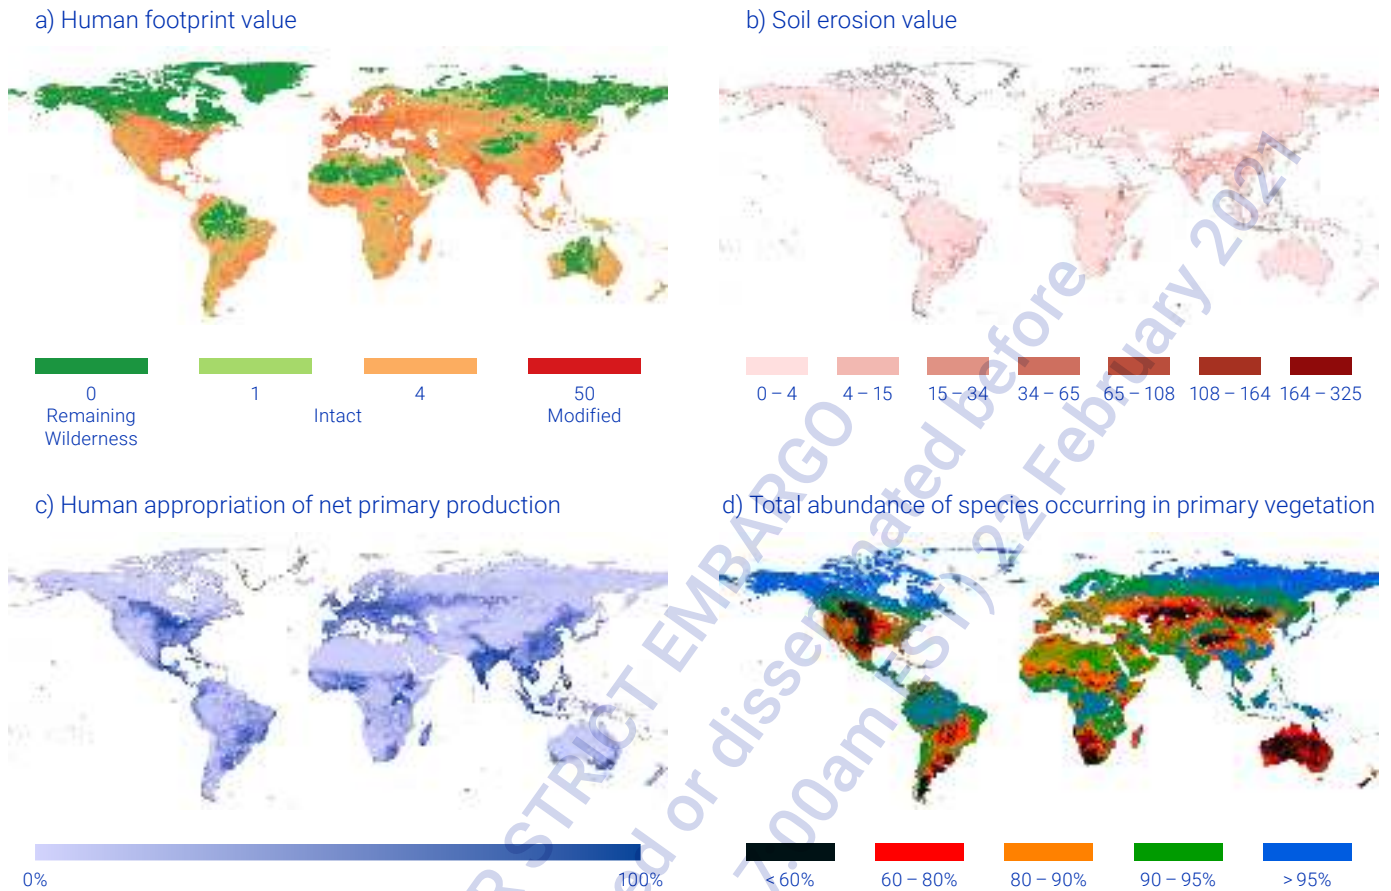 a) Human footprint value
b) Soil erosion value
0
1
4
50
Remaining
Wilderness
Intact
Modified
0 – 4
4 – 15
15 – 34
34 – 65
65 – 108
108 – 164
164 – 325
c) Human appropriation of net primary production
d) Total abundance of species occurring in primary vegetation
0%
100%
< 60%
60 – 80%
80 – 90%
90 – 95%
> 95%
STRICT EMBARGO
or disseminated before
7.00am EST) 22 February 2021